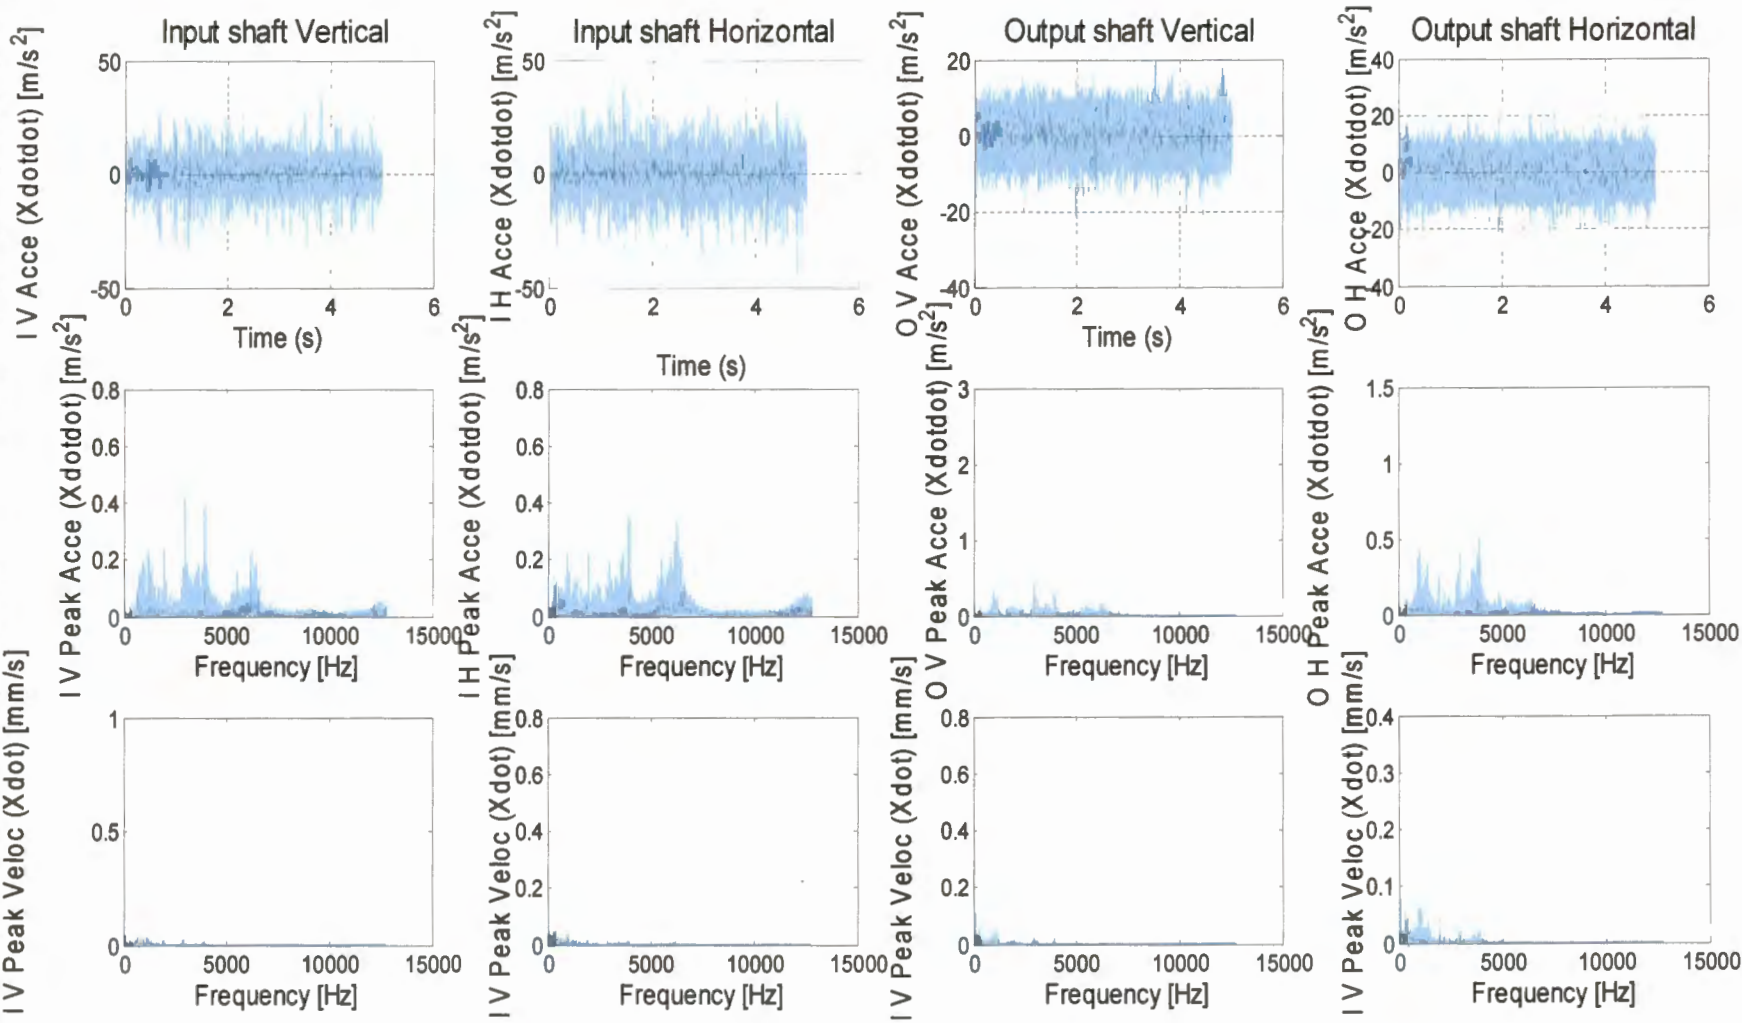 Input shaft Vertical
Input shaft Horizontal
Output shaft Vertical
Output shaft Horizontal
I V Acce (Xdotdot) [m/s²]
50
0
-50
0 2 4 6
Time (s)
I H Acce (Xdotdot) [m/s²]
50
0
-50
0 2 4 6
Time (s)
O V Acce (Xdotdot) [m/s²]
20
0
-20
-40
0 2 4 6
Time (s)
O H Acce (Xdotdot) [m/s²]
40
20
0
-20
-40
0 2 4 6
I V Peak Acce (Xdotdot) [m/s²]
0.8
0.6
0.4
0.2
0
0 5000 10000 15000
Frequency [Hz]
I H Peak Acce (Xdotdot) [m/s²]
0.8
0.6
0.4
0.2
0
0 5000 10000 15000
Frequency [Hz]
O V Peak Acce (Xdotdot) [m/s²]
3
2
1
0
0 5000 10000 15000
Frequency [Hz]
O H Peak Acce (Xdotdot) [m/s²]
1.5
1
0.5
0
0 5000 10000 15000
Frequency [Hz]
I V Peak Veloc (Xdot) [mm/s]
1
0.5
0
0 5000 10000 15000
Frequency [Hz]
I V Peak Veloc (Xdot) [mm/s]
0.8
0.6
0.4
0.2
0
0 5000 10000 15000
Frequency [Hz]
I V Peak Veloc (Xdot) [mm/s]
0.8
0.6
0.4
0.2
0
0 5000 10000 15000
Frequency [Hz]
I V Peak Veloc (Xdot) [mm/s]
0.4
0.3
0.2
0.1
0
0 5000 10000 15000
Frequency [Hz]